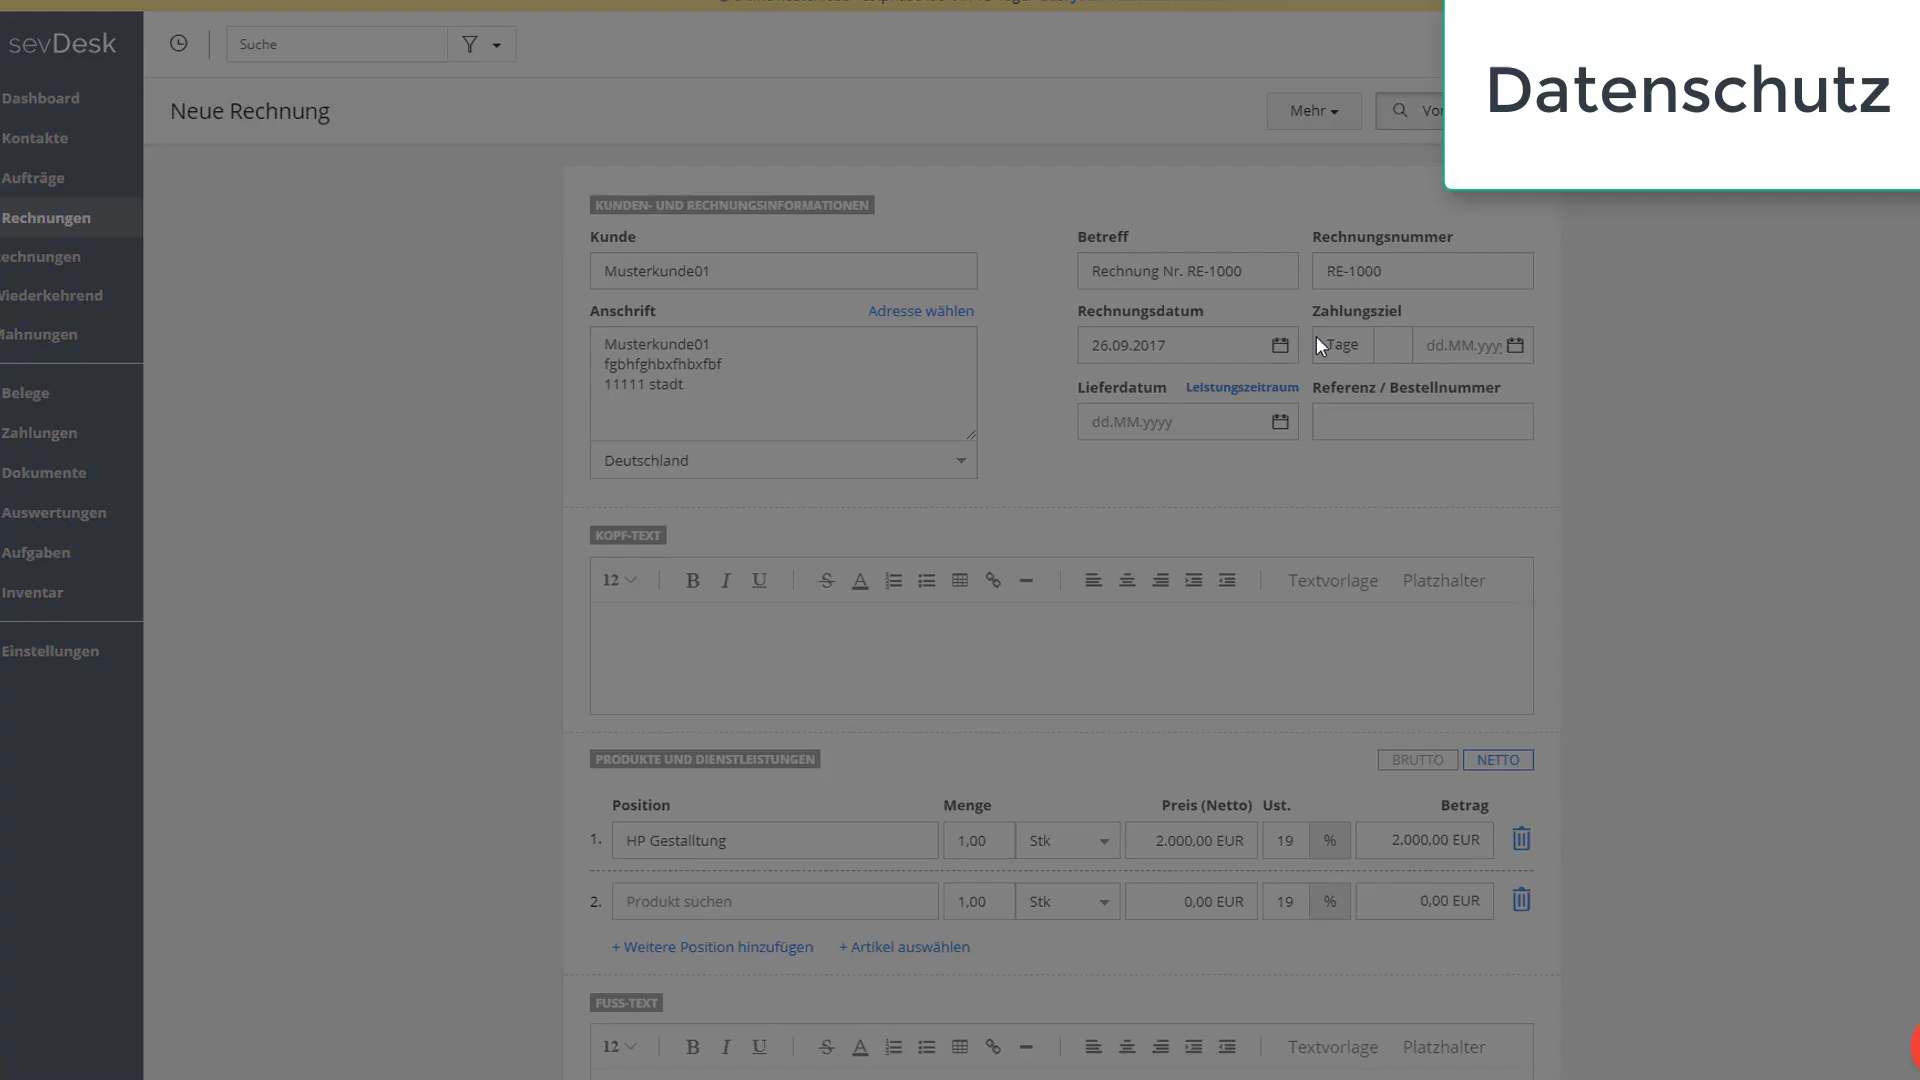 sevDesk
Suche
Datenschutz
Dashboard
Neue Rechnung
Mehr
Kontakte
Aufträge
Rechnungen
echnungen
Wiederkehrend
Mahnungen
Belege
Zahlungen
Dokumente
Auswertungen
Aufgaben
Inventar
Einstellungen
KUNDEN- UND RECHNUNGSINFORMATIONEN
Kunde
Betreff
Rechnungsnummer
Musterkunde01
Rechnung Nr. RE-1000
RE-1000
Anschrift
Adresse wählen
Rechnungsdatum
Zahlungsziel
Musterkunde01
fgbhfghbxfhbxfbf
11111 stadt
26.09.2017
Tage
dd.MM.yyyy
Lieferdatum
Leistungszeitraum
Referenz / Bestellnummer
dd.MM.yyyy
Deutschland
KOPF-TEXT
12
B I U
S A
Textvorlage
Platzhalter
PRODUKTE UND DIENSTLEISTUNGEN
BRUTTO
NETTO
Position
Menge
Preis (Netto)
Ust.
Betrag
1.
HP Gestalltung
1,00
Stk
2.000,00 EUR
19
%
2.000,00 EUR
2.
Produkt suchen
1,00
Stk
0,00 EUR
19
%
0,00 EUR
+ Weitere Position hinzufügen
+ Artikel auswählen
FUSS-TEXT
12
B I U
S A
Textvorlage
Platzhalter